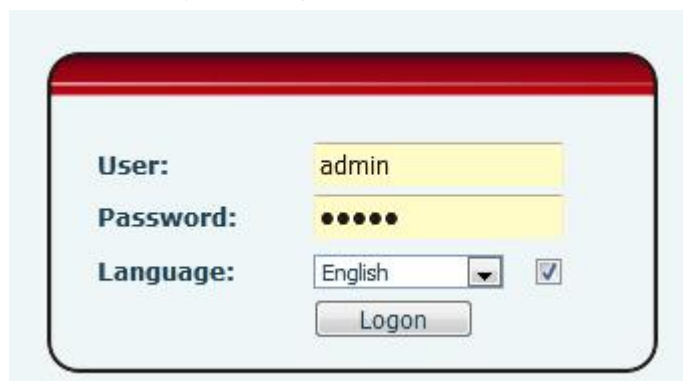 User: admin
Password: •••••
Language: English
Logon